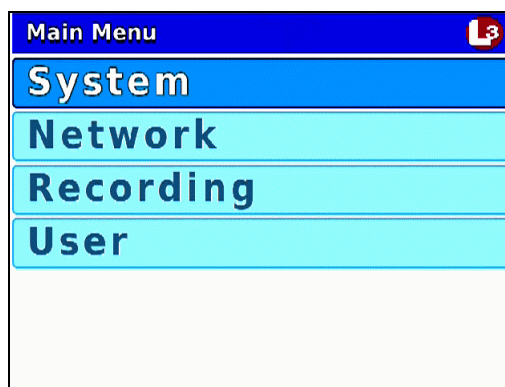 Main Menu
L3
System
Network
Recording
User